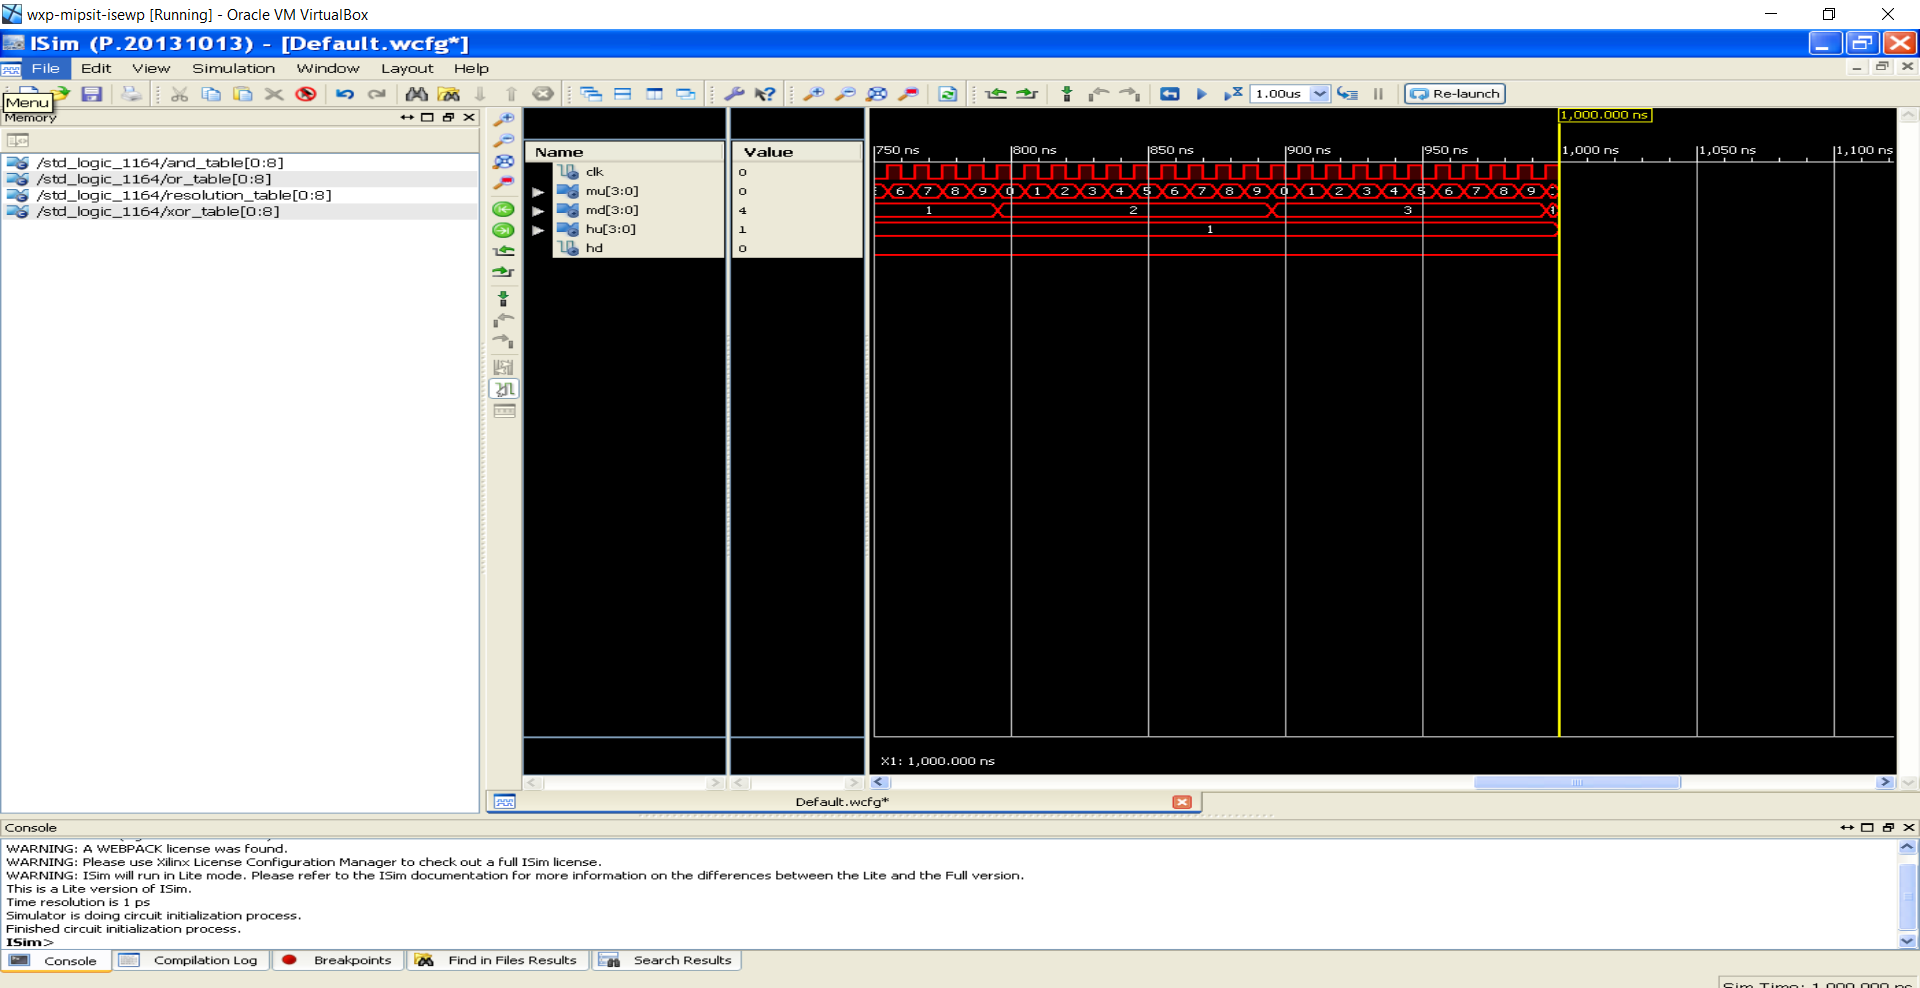 wxp-mipsit-isewp [Running] - Oracle VM VirtualBox
ISim (P.20131013) - [Default.wcfg*]
File Edit View Simulation Window Layout Help
Menu
1.00us Re-launch
Memory
/std_logic_1164/and_table[0:8]
/std_logic_1164/or_table[0:8]
/std_logic_1164/resolution_table[0:8]
/std_logic_1164/xor_table[0:8]
1,000.000 ns
Name Value
750 ns 800 ns 850 ns 900 ns 950 ns 1,000 ns 1,050 ns 1,100 ns
clk 0
mu[3:0] 0 6 7 8 9 0 1 2 3 4 5 6 7 8 9 0 1 2 3 4 5 6 7 8 9
md[3:0] 4 1 2 3
hu[3:0] 1 1
hd 0
X1: 1,000.000 ns
Default.wcfg*
Console
WARNING: A WEBPACK license was found.
WARNING: Please use Xilinx License Configuration Manager to check out a full ISim license.
WARNING: ISim will run in Lite mode. Please refer to the ISim documentation for more information on the differences between the Lite and the Full version.
This is a Lite version of ISim.
Time resolution is 1 ps
Simulator is doing circuit initialization process.
Finished circuit initialization process.
ISim>
Console Compilation Log Breakpoints Find in Files Results Search Results
Sim Time: 1,000,000 ps